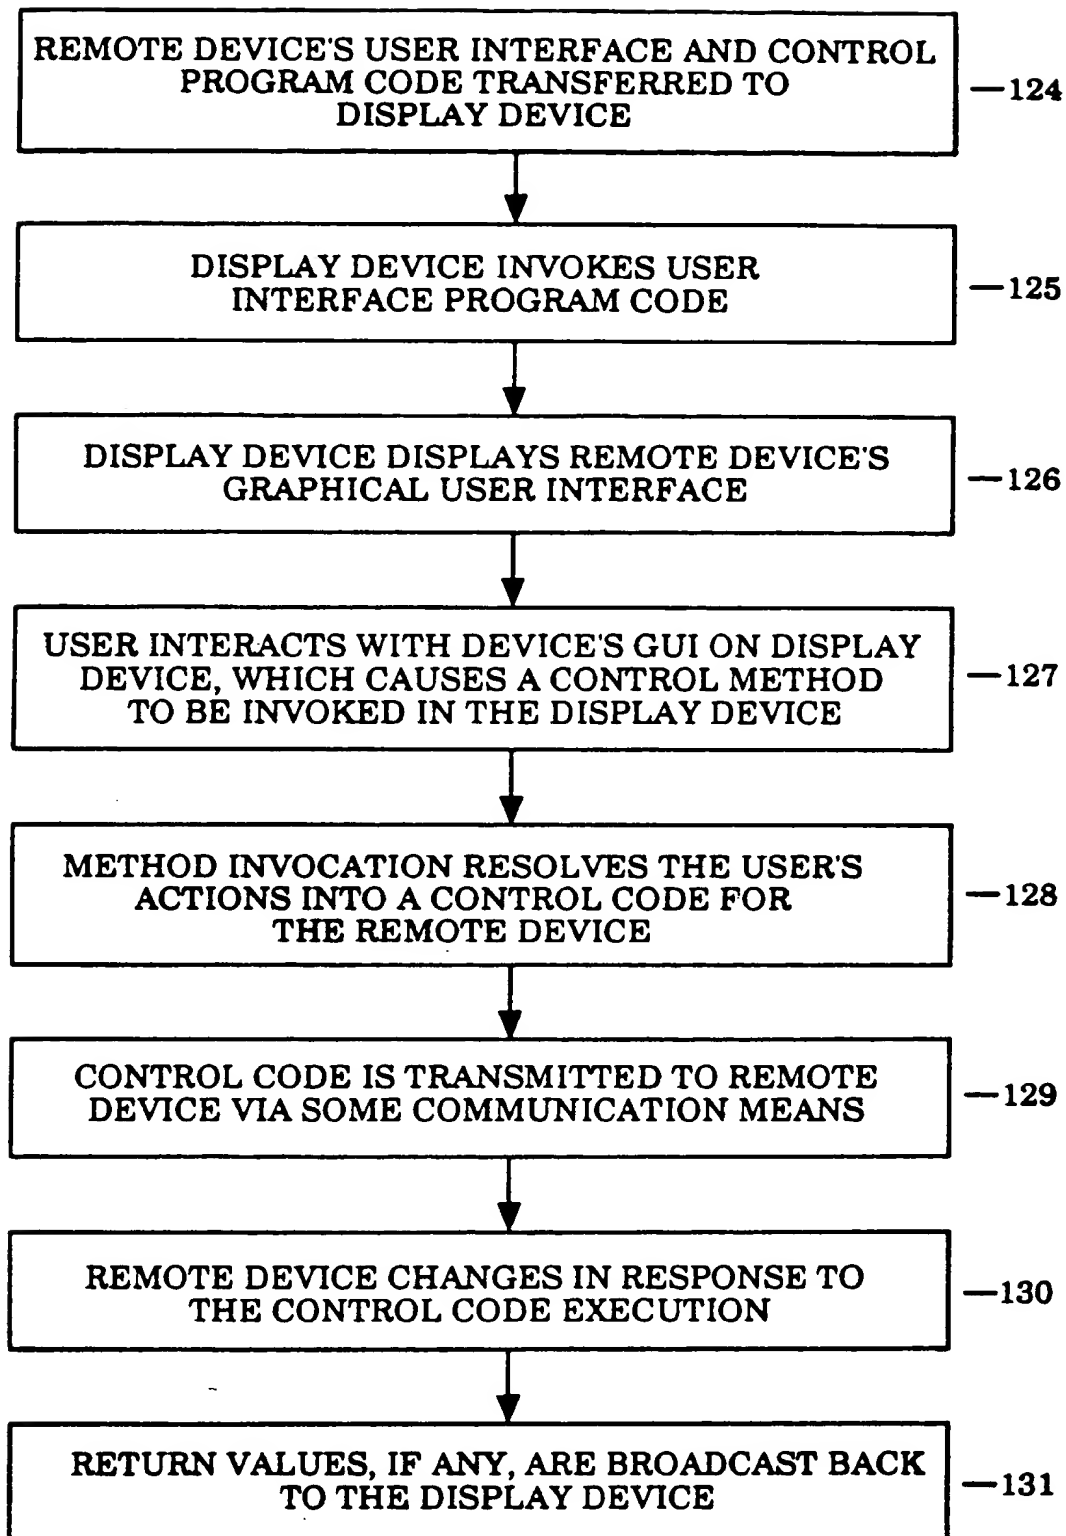 REMOTE DEVICE'S USER INTERFACE AND CONTROL
PROGRAM CODE TRANSFERRED TO
DISPLAY DEVICE
124
DISPLAY DEVICE INVOKES USER
INTERFACE PROGRAM CODE
125
DISPLAY DEVICE DISPLAYS REMOTE DEVICE'S
GRAPHICAL USER INTERFACE
126
USER INTERACTS WITH DEVICE'S GUI ON DISPLAY
DEVICE, WHICH CAUSES A CONTROL METHOD
TO BE INVOKED IN THE DISPLAY DEVICE
127
METHOD INVOCATION RESOLVES THE USER'S
ACTIONS INTO A CONTROL CODE FOR
THE REMOTE DEVICE
128
CONTROL CODE IS TRANSMITTED TO REMOTE
DEVICE VIA SOME COMMUNICATION MEANS
129
REMOTE DEVICE CHANGES IN RESPONSE TO
THE CONTROL CODE EXECUTION
130
RETURN VALUES, IF ANY, ARE BROADCAST BACK
TO THE DISPLAY DEVICE
131